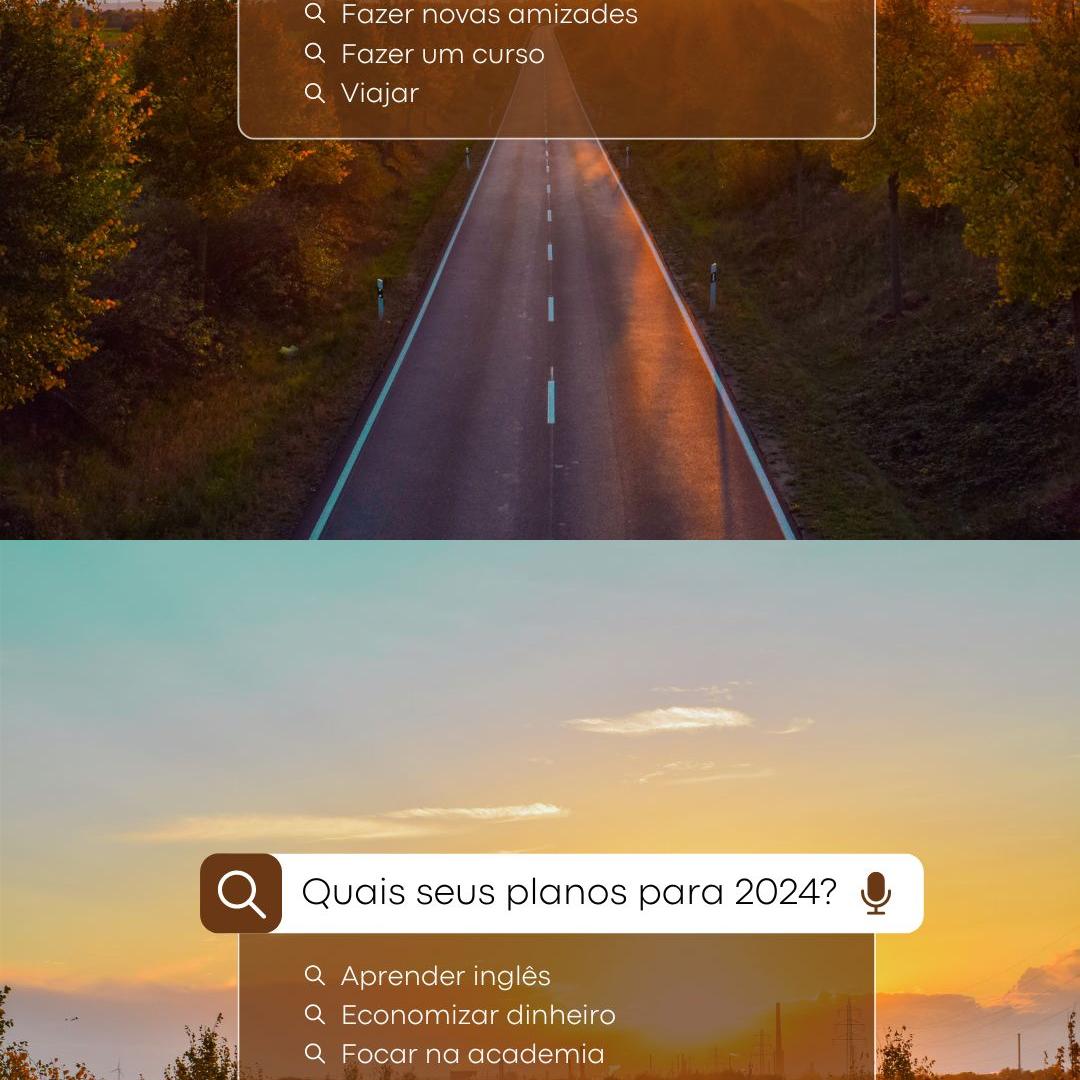 Fazer novas amizades
Fazer um curso
Viajar
Quais seus planos para 2024?
Aprender inglês
Economizar dinheiro
Focar na academia